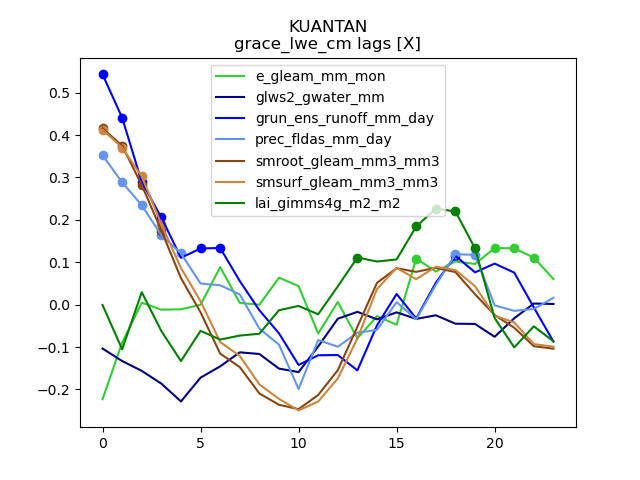 KUANTAN
grace_lwe_cm lags [X]
e_gleam_mm_mon
glws2_gwater_mm
grun_ens_runoff_mm_day
prec_fldas_mm_day
smroot_gleam_mm3_mm3
smsurf_gleam_mm3_mm3
lai_gimms4g_m2_m2
0.5
0.4
0.3
0.2
0.1
0.0
−0.1
−0.2
0 5 10 15 20